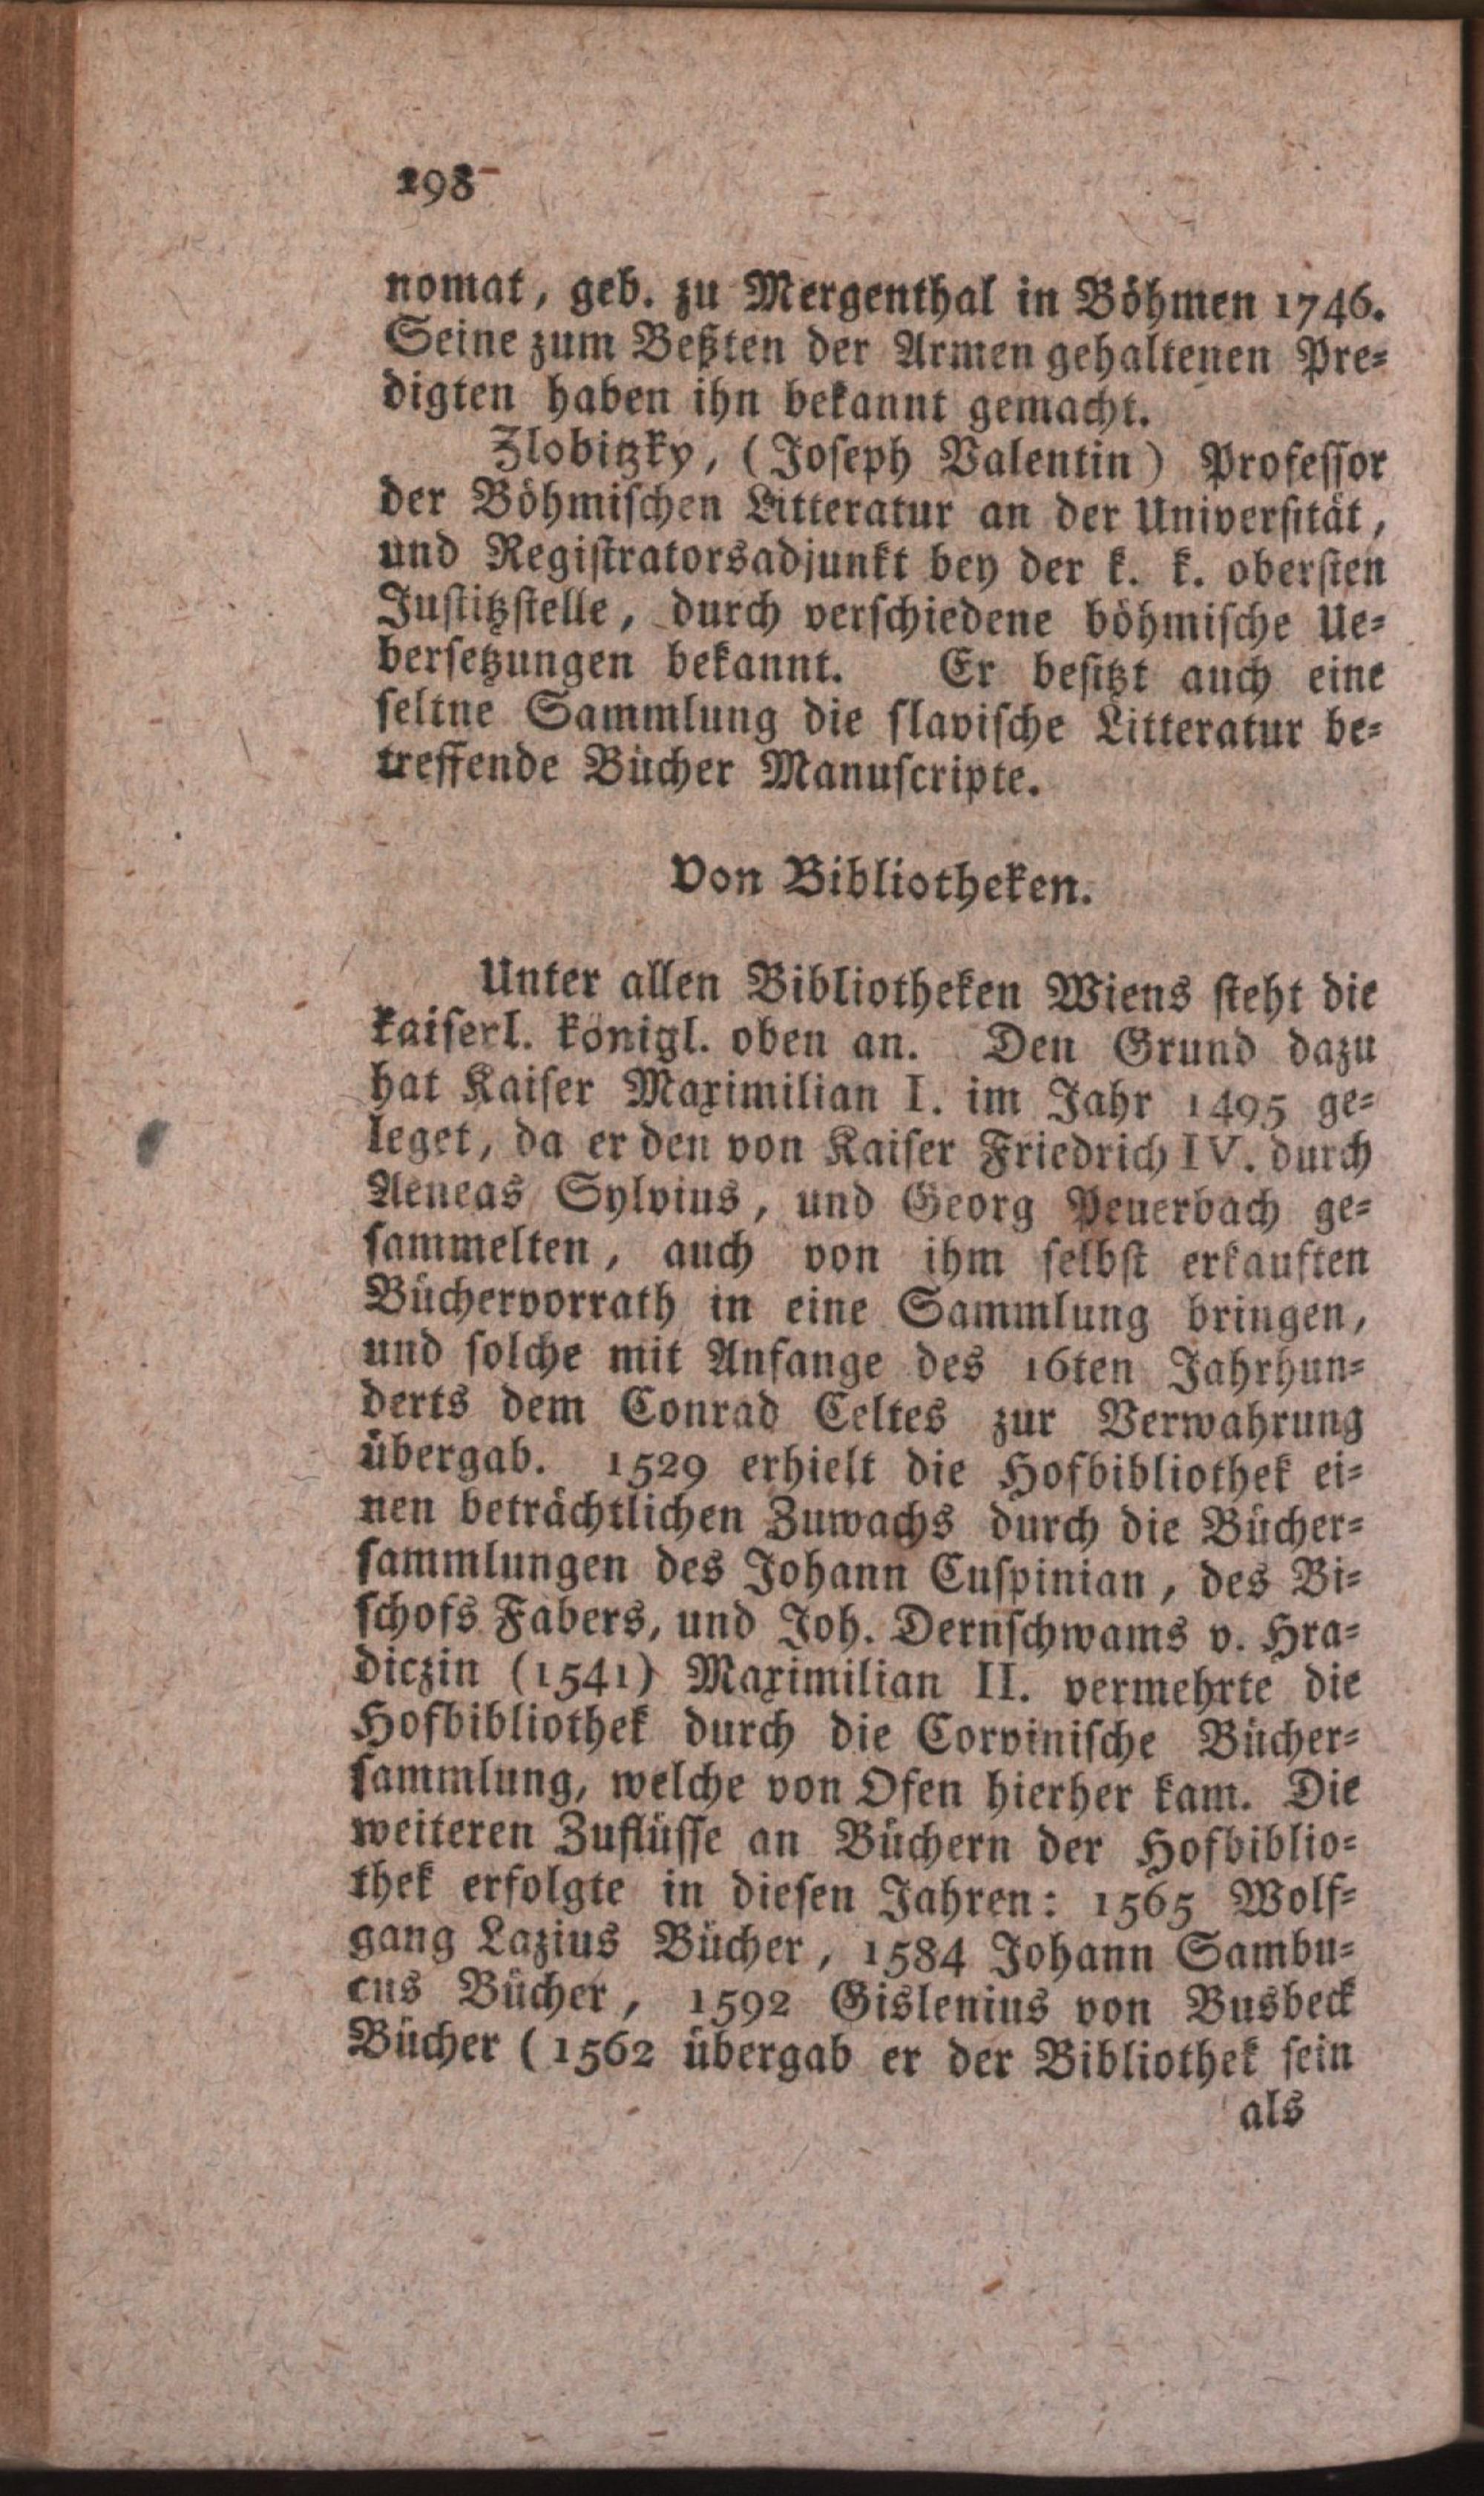 298
nomat, geb. zu Mergenthal in Böhmen 1746.
Seine zum Beßten der Armen gehaltenen Pre-
digten haben ihn bekannt gemacht.
Zlobitzky, (Joseph Valentin) Professor
der Böhmischen Litteratur an der Universität,
und Registratorsadjunkt bey der k. k. obersten
Justitzstelle, durch verschiedene böhmische Ue-
bersetzungen bekannt. Er besitzt auch eine
seltne Sammlung die slavische Litteratur be-
treffende Bücher Manuscripte.
Von Bibliotheken.
Unter allen Bibliotheken Wiens steht die
kaiserl. königl. oben an. Den Grund dazu
hat Kaiser Maximilian I. im Jahr 1495 ge-
leget, da er den von Kaiser Friedrich IV. durch
Aeneas Sylvius, und Georg Peuerbach ge-
sammelten, auch von ihm selbst erkauften
Büchervorrath in eine Sammlung bringen,
und solche mit Anfange des 16ten Jahrhun-
derts dem Conrad Celtes zur Verwahrung
übergab. 1529 erhielt die Hofbibliothek ei-
nen beträchtlichen Zuwachs durch die Bücher-
sammlungen des Johann Cuspinian, des Bi-
schofs Fabers, und Joh. Dernschwams v. Hra-
diczin (1541) Maximilian II. vermehrte die
Hofbibliothek durch die Corvinische Bücher-
sammlung, welche von Ofen hierher kam. Die
weiteren Zuflüsse an Büchern der Hofbiblio-
thek erfolgte in diesen Jahren: 1565 Wolf-
gang Lazius Bücher, 1584 Johann Sambu-
cus Bücher, 1592 Gislenius von Busbeck
Bücher (1562 übergab er der Bibliothek sein
als